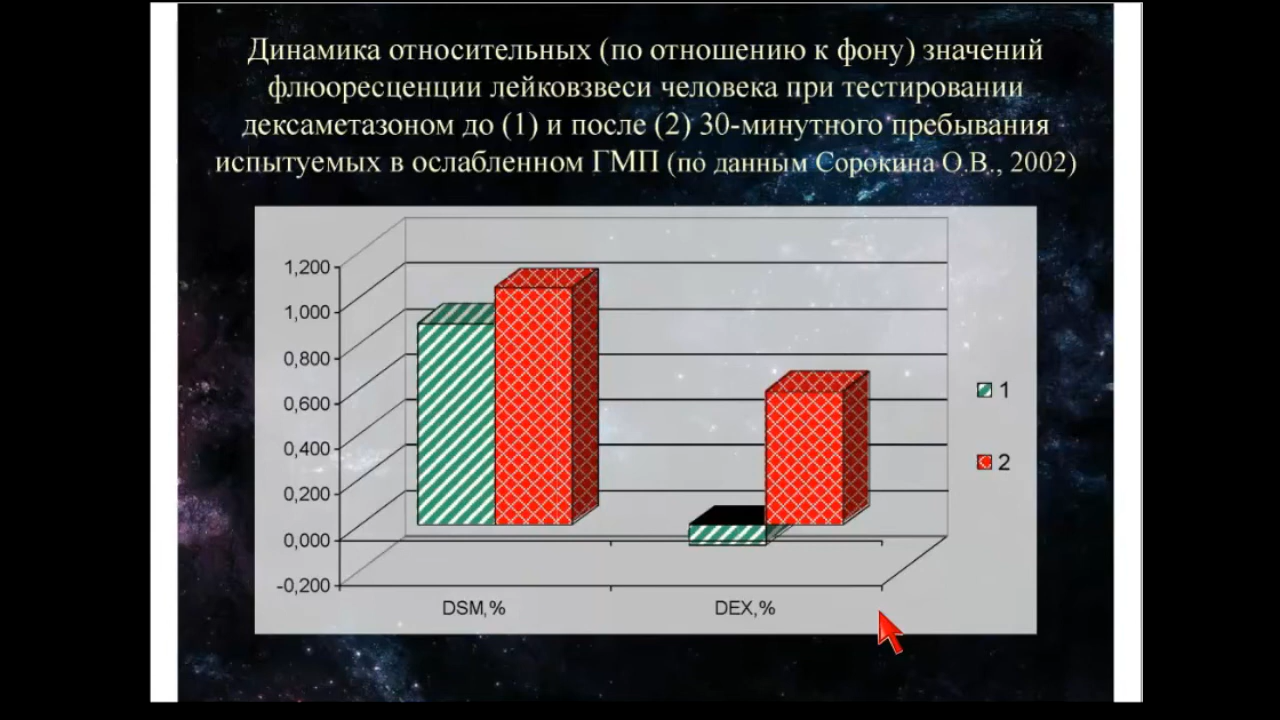 Динамика относительных (по отношению к фону) значений
флюоресценции лейковзвеси человека при тестировании
дексаметазоном до (1) и после (2) 30-минутного пребывания
испытуемых в ослабленном ГМП (по данным Сорокина О.В., 2002)
1,200
1,000
0,800
0,600
0,400
0,200
0,000
-0,200
DSM,%
DEX,%
1
2